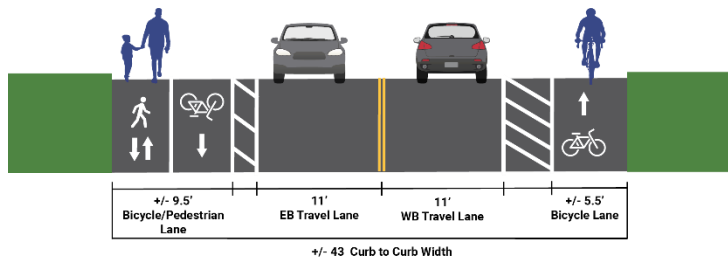 +/- 9.5'
Bicycle/Pedestrian
Lane
11'
EB Travel Lane
11'
WB Travel Lane
+/- 5.5'
Bicycle Lane
+/- 43 Curb to Curb Width